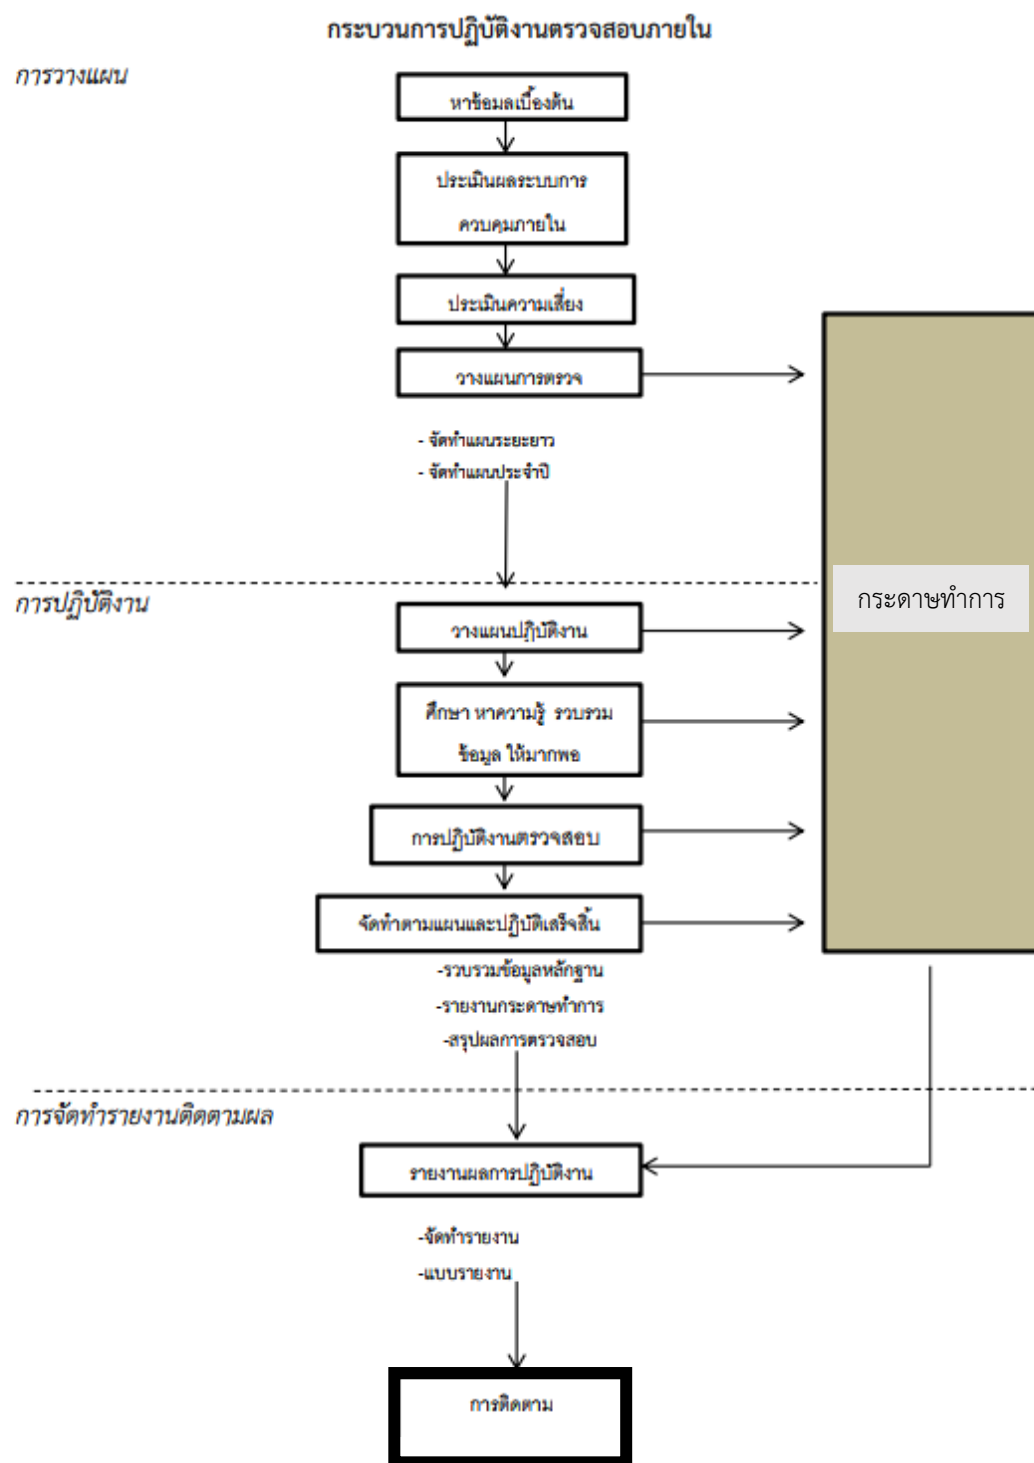 กระบวนการปฏิบัติงานตรวจสอบภายใน
การวางแผน
หาข้อมูลเบื้องต้น
ประเมินผลระบบการ
ควบคุมภายใน
ประเมินความเสี่ยง
วางแผนการตรวจ
- จัดทำแผนระยะยาว
- จัดทำแผนประจำปี
กระดาษทำการ
การปฏิบัติงาน
วางแผนปฏิบัติงาน
ศึกษา หาความรู้ รวบรวม
ข้อมูล ให้มากพอ
การปฏิบัติงานตรวจสอบ
จัดทำตามแผนและปฏิบัติเสร็จสิ้น
-รวบรวมข้อมูลหลักฐาน
-รายงานกระดาษทำการ
-สรุปผลการตรวจสอบ
การจัดทำรายงานติดตามผล
รายงานผลการปฏิบัติงาน
-จัดทำรายงาน
-แบบรายงาน
การติดตาม